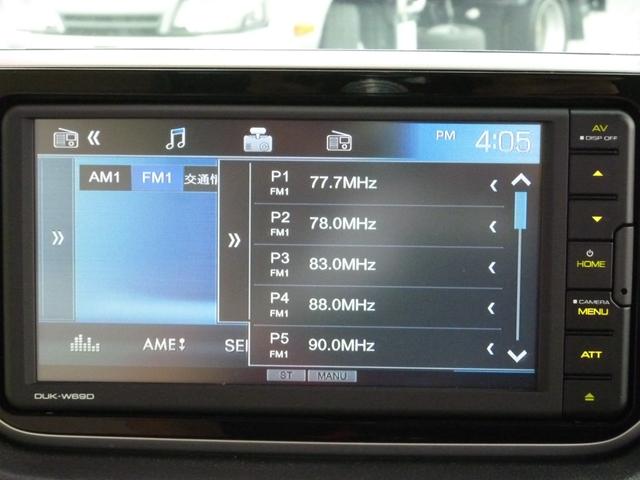 PM 4:05
AV
DISP OFF
AM1 FM1 交通情
P1 FM1 77.7MHz
P2 FM1 78.0MHz
P3 FM1 83.0MHz
P4 FM1 88.0MHz
P5 FM1 90.0MHz
HOME
CAMERA
MENU
AME SE
ATT
ST MANU
DUK-W69D